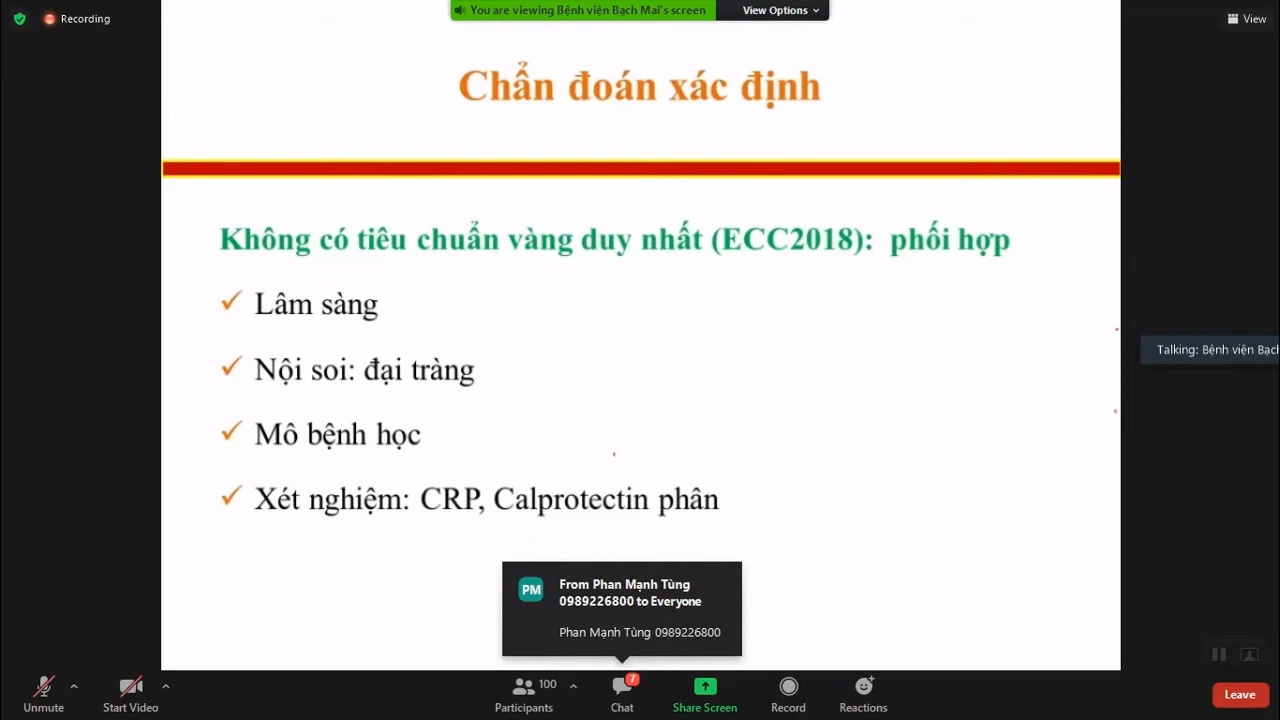 Recording
You are viewing Bệnh viện Bạch Mai's screen
View Options
View
Chẩn đoán xác định
Không có tiêu chuẩn vàng duy nhất (ECC2018): phối hợp
Lâm sàng
Nội soi: đại tràng
Mô bệnh học
Xét nghiệm: CRP, Calprotectin phân
Talking: Bệnh viện Bạch
PM
From Phan Mạnh Tùng
0989226800 to Everyone
Phan Mạnh Tùng 0989226800
Unmute
Start Video
100
Participants
7
Chat
Share Screen
Record
Reactions
Leave